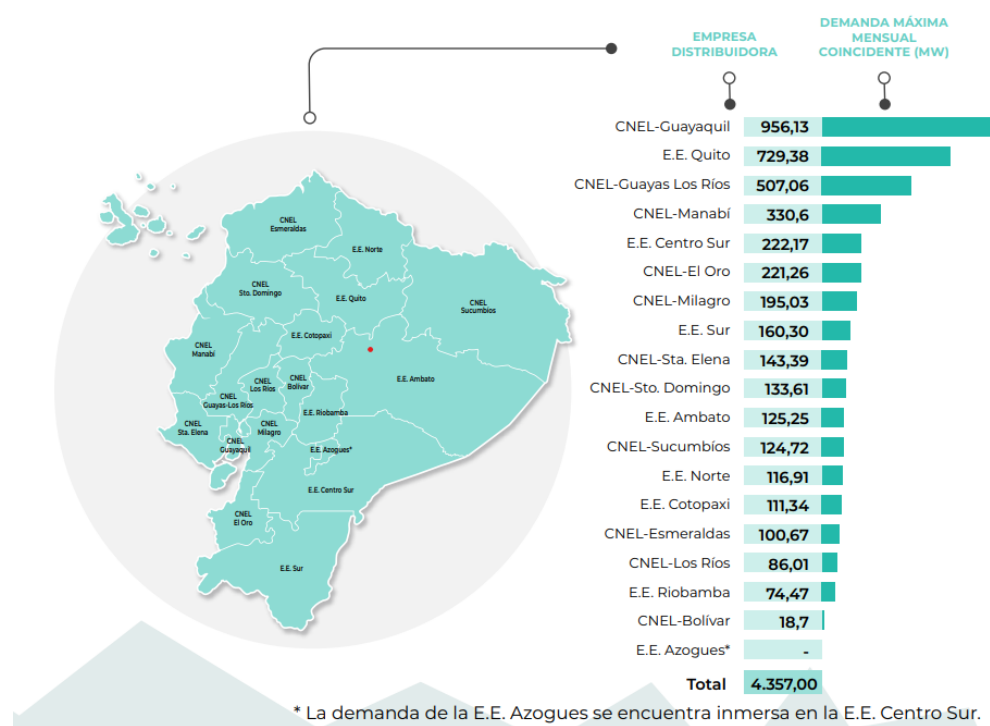 EMPRESA
DISTRIBUIDORA
DEMANDA MÁXIMA
MENSUAL
COINCIDENTE (MW)
CNEL
Esmeraldas
E.E. Norte
CNEL
Sto. Domingo
E.E. Quito
CNEL
Sucumbíos
E.E. Cotopaxi
CNEL
Manabí
E.E. Ambato
CNEL
Los Ríos
CNEL
Bolívar
CNEL
Guayas-Los Ríos
E.E. Riobamba
CNEL
Sta. Elena
CNEL
Milagro
CNEL
Guayaquil
E.E. Azogues*
E.E. Centro Sur
CNEL
El Oro
E.E. Sur
CNEL-Guayaquil 956,13
E.E. Quito 729,38
CNEL-Guayas Los Ríos 507,06
CNEL-Manabí 330,6
E.E. Centro Sur 222,17
CNEL-El Oro 221,26
CNEL-Milagro 195,03
E.E. Sur 160,30
CNEL-Sta. Elena 143,39
CNEL-Sto. Domingo 133,61
E.E. Ambato 125,25
CNEL-Sucumbíos 124,72
E.E. Norte 116,91
E.E. Cotopaxi 111,34
CNEL-Esmeraldas 100,67
CNEL-Los Ríos 86,01
E.E. Riobamba 74,47
CNEL-Bolívar 18,7
E.E. Azogues* -
Total 4.357,00
* La demanda de la E.E. Azogues se encuentra inmersa en la E.E. Centro Sur.